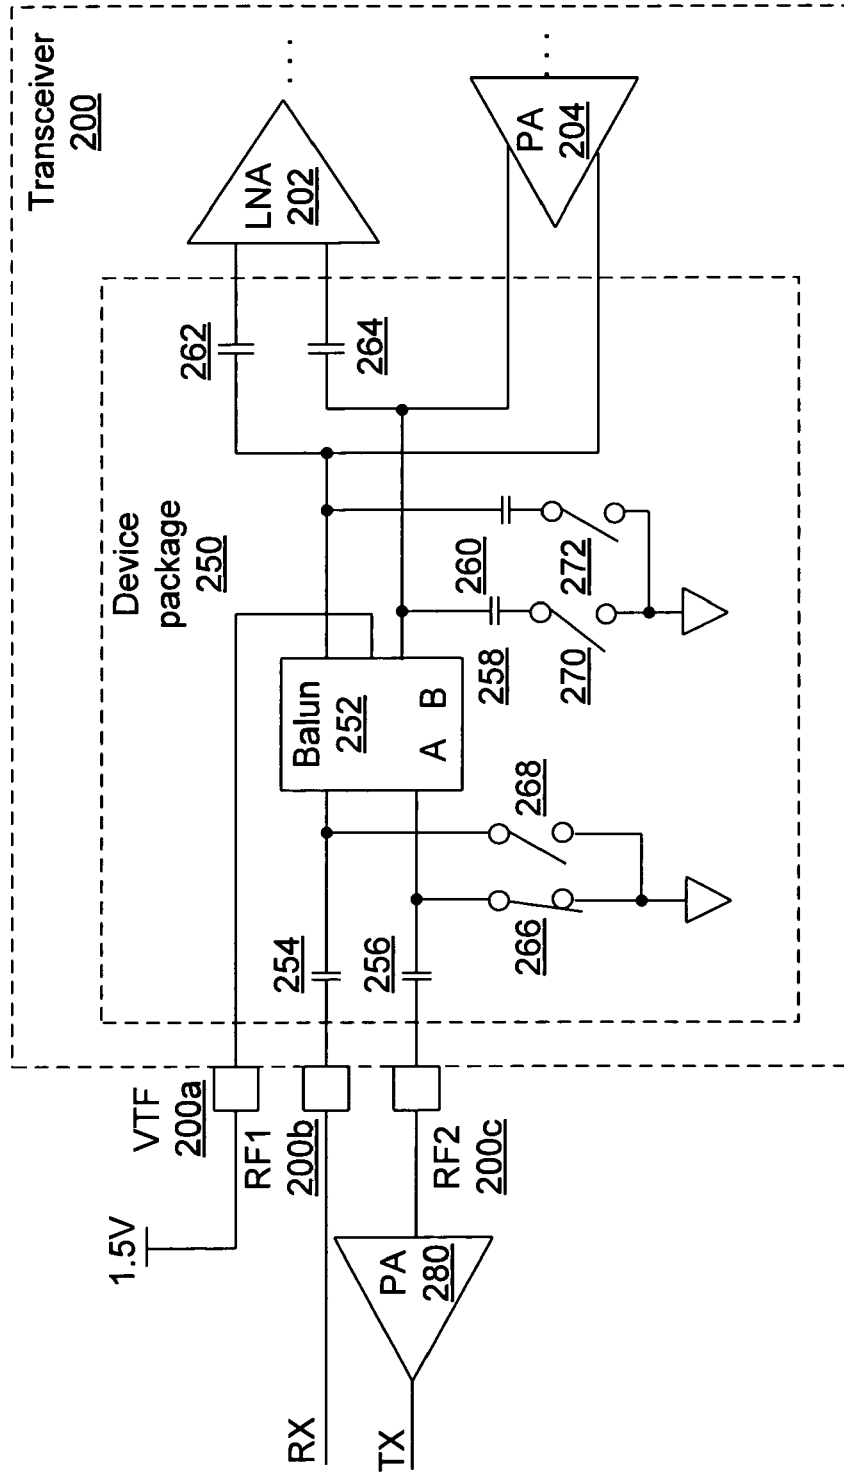 Transceiver
200
LNA
202
PA
204
262
264
Device
package
250
260
272
258
270
Balun
252
A B
268
266
254
256
VTF
200a
RF1
200b
RF2
200c
1.5V
PA
280
RX
TX